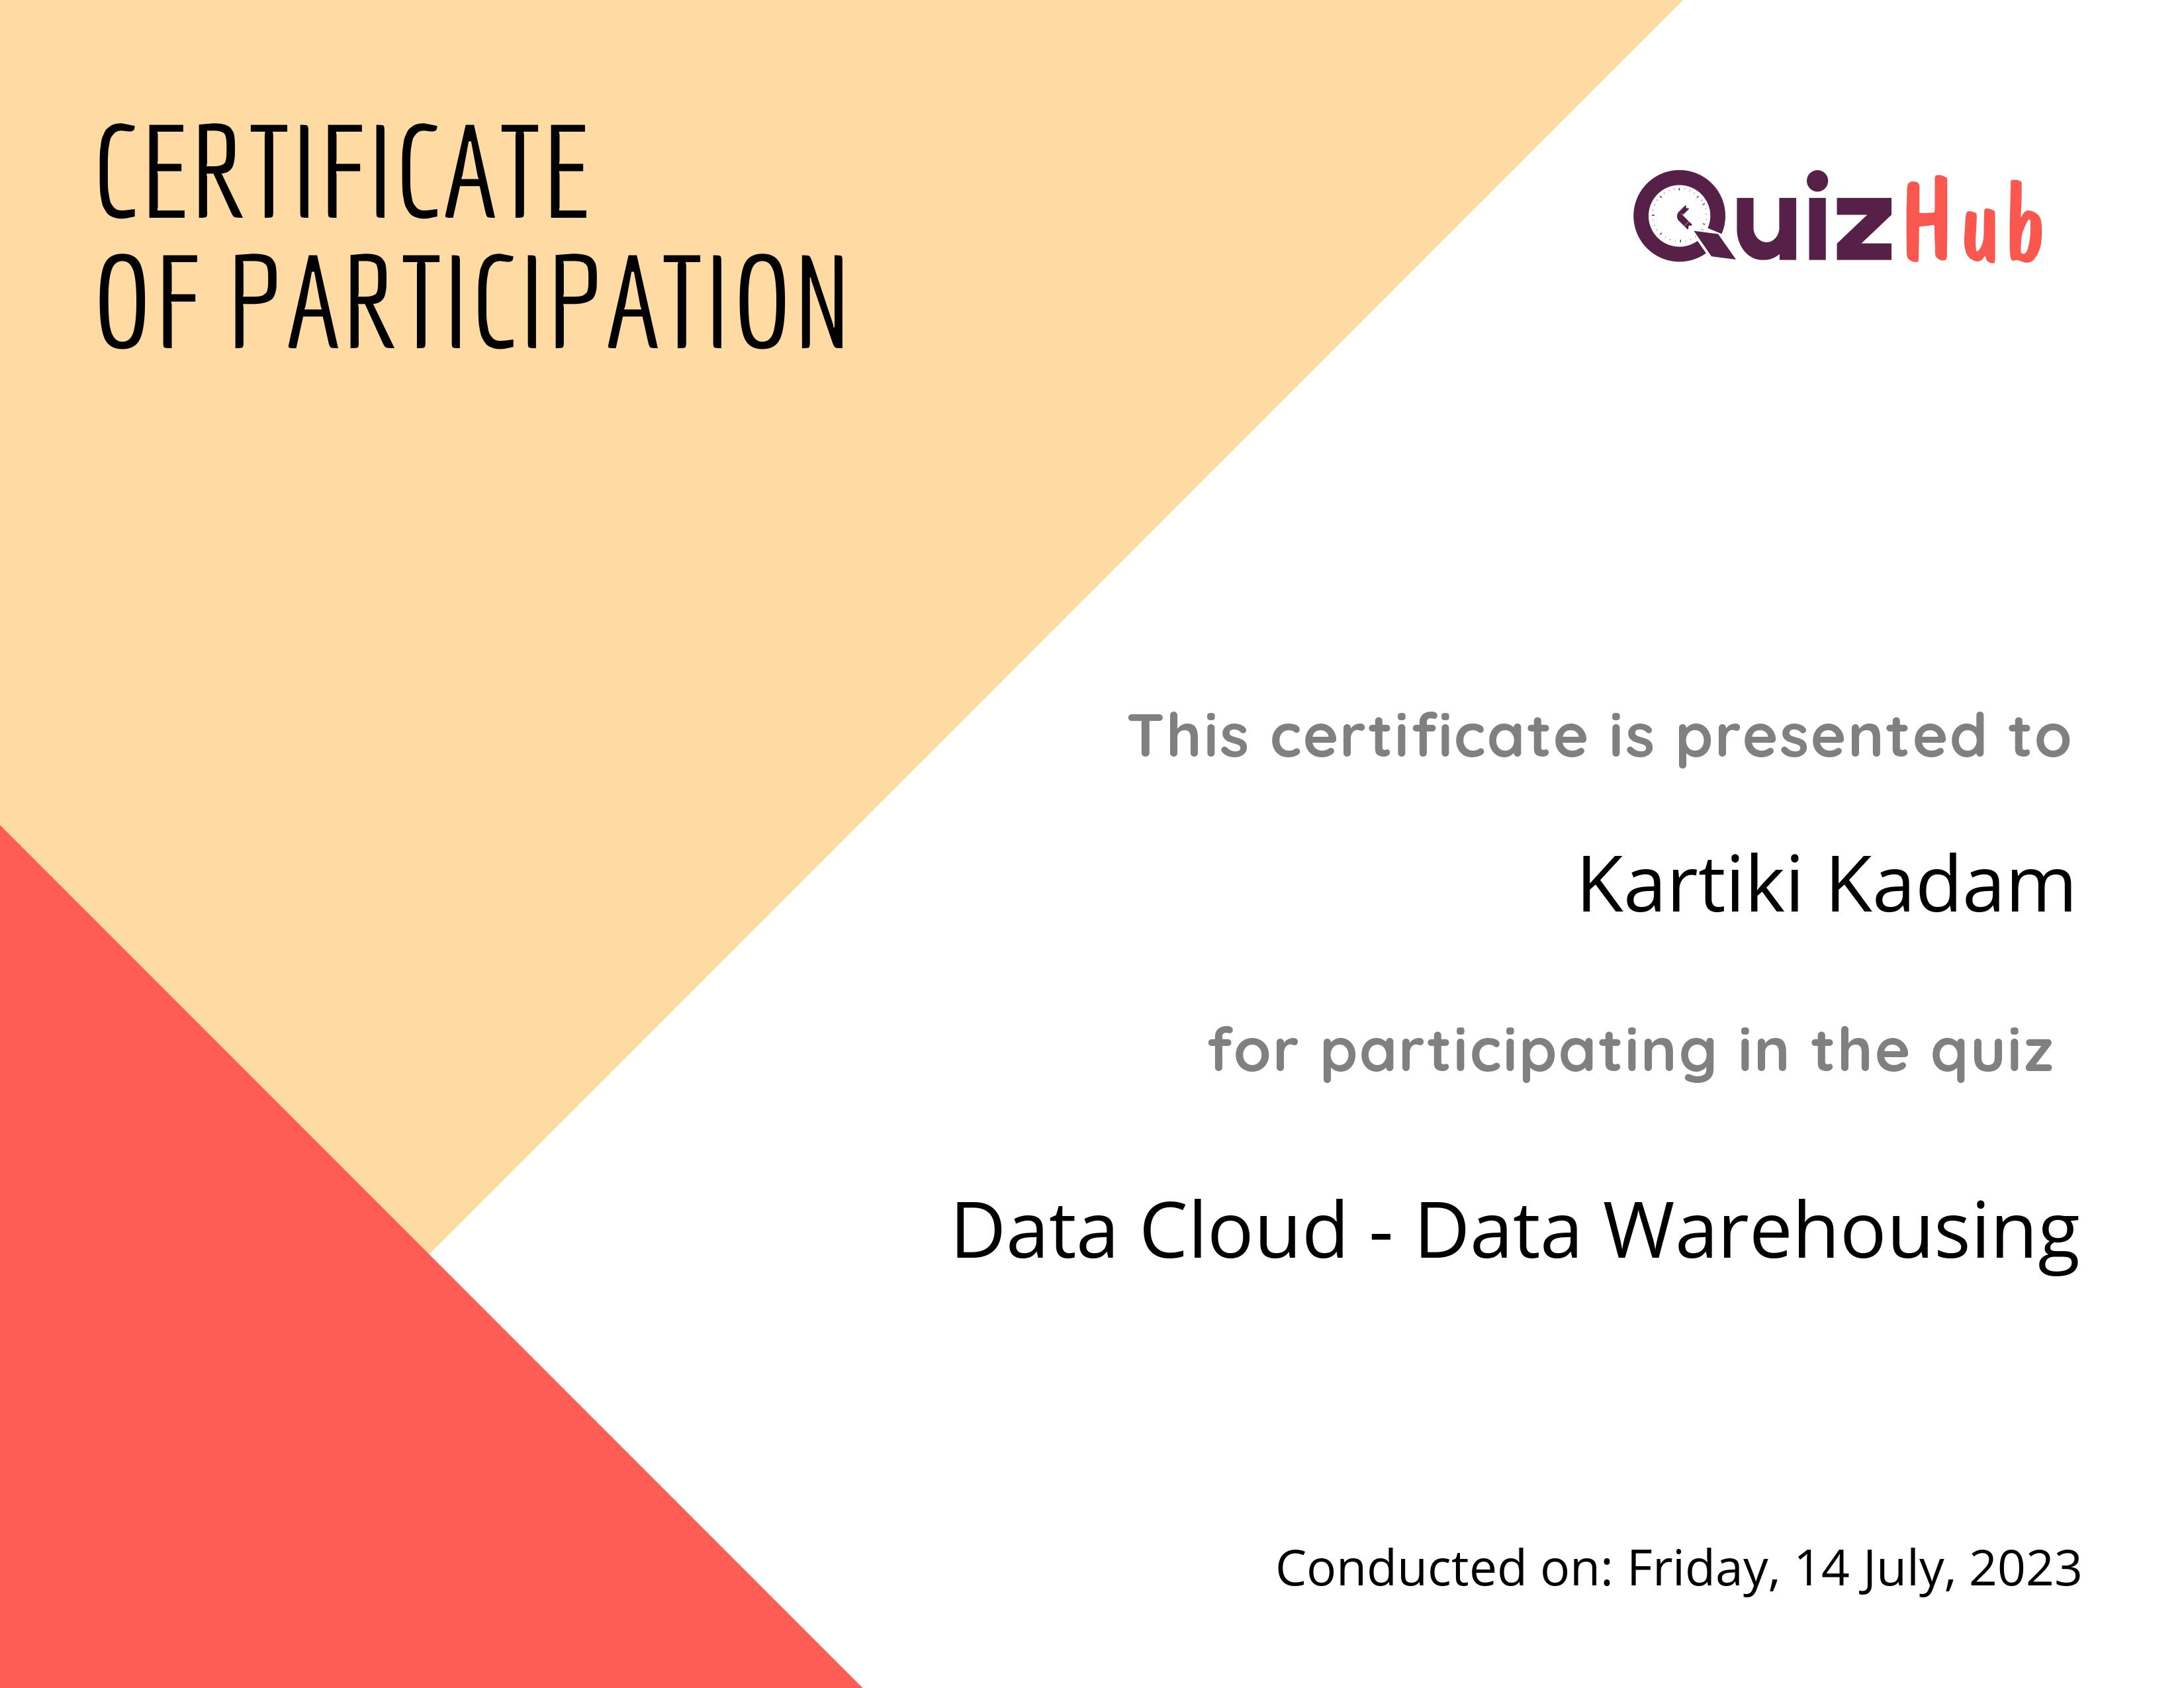 CERTIFICATE
OF PARTICIPATION
QuizHub
This certificate is presented to
Kartiki Kadam
for participating in the quiz
Data Cloud - Data Warehousing
Conducted on: Friday, 14 July, 2023